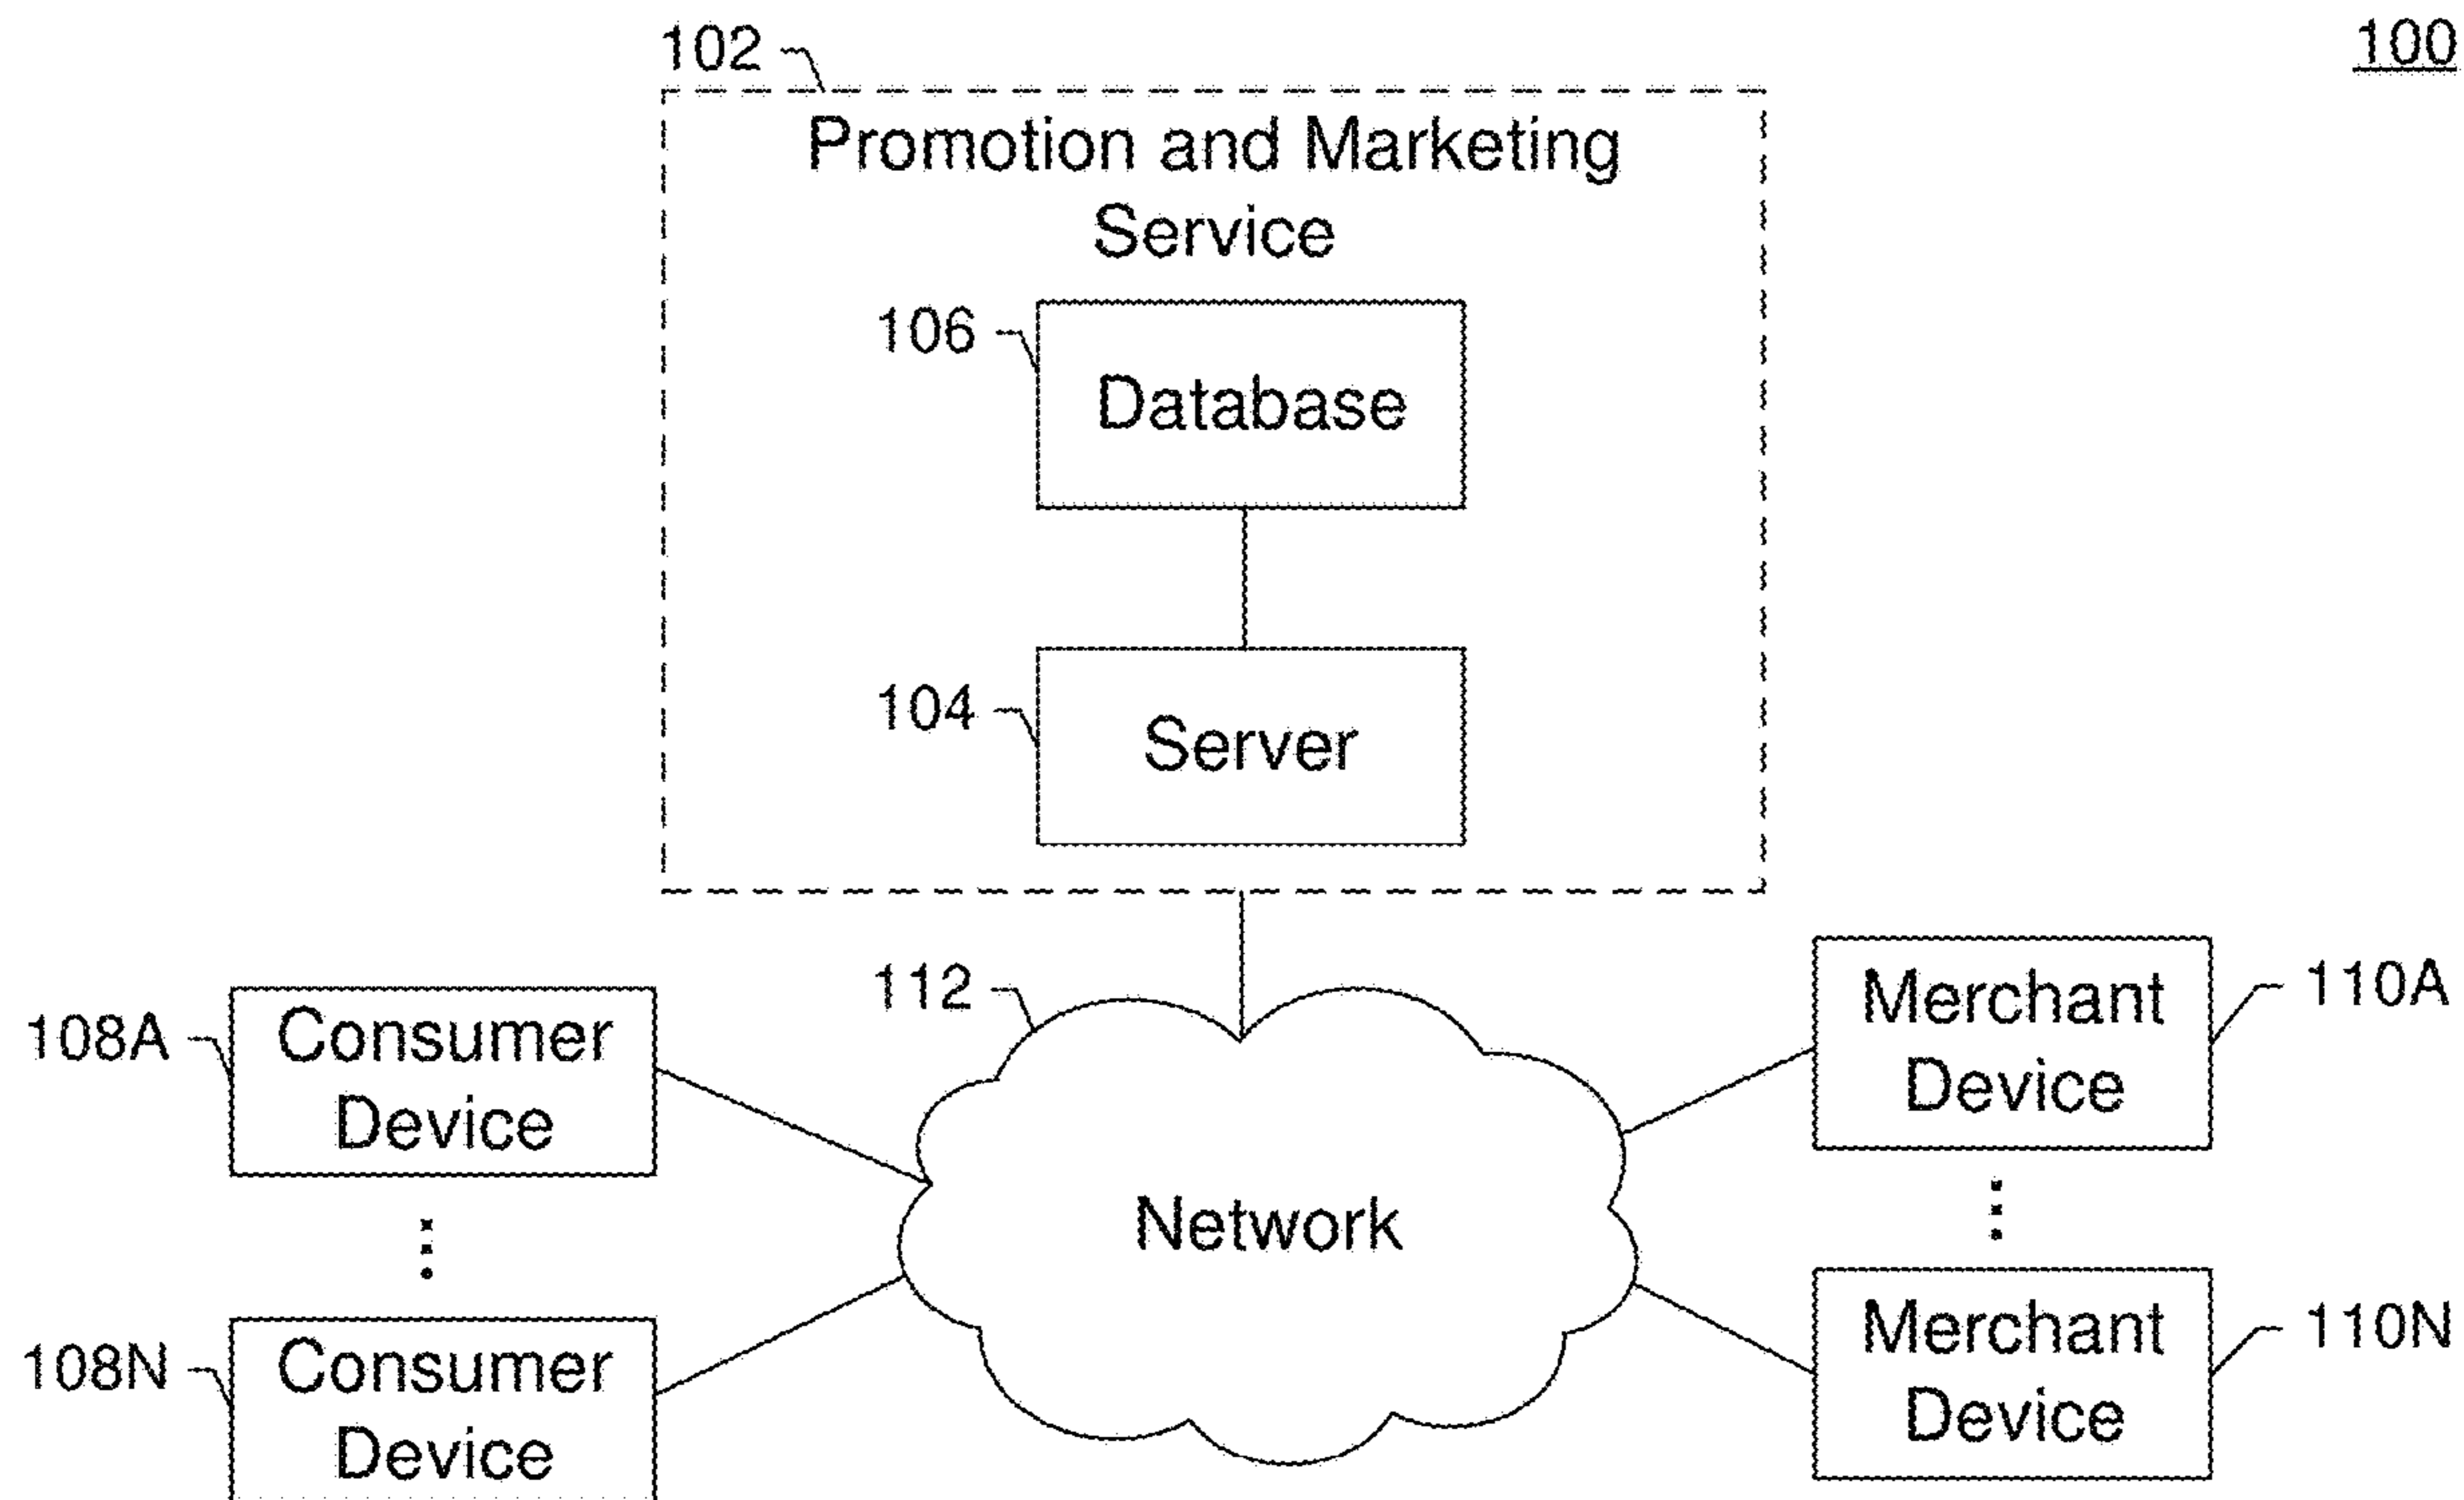 100
102
Promotion and Marketing
Service
106
Database
104
Server
112
108A
Consumer
Device
108N
Consumer
Device
Network
110A
Merchant
Device
110N
Merchant
Device